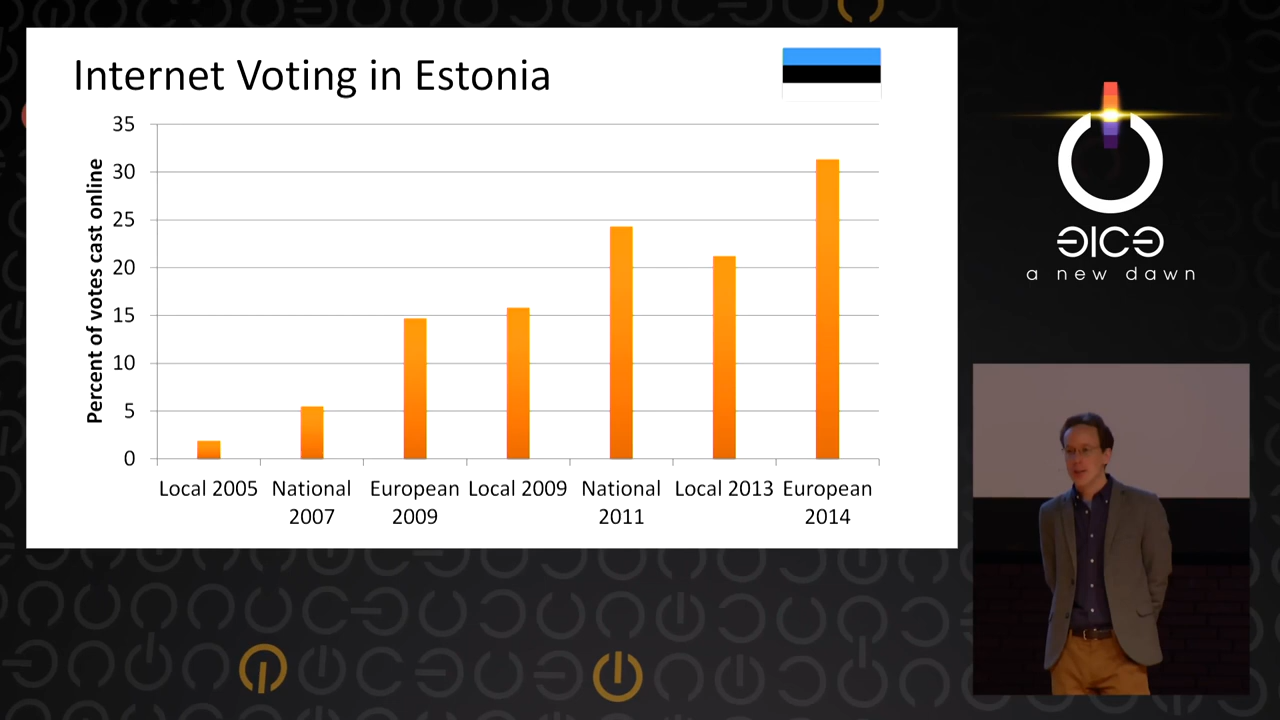 Internet Voting in Estonia
Percent of votes cast online
35
30
25
20
15
10
5
0
Local 2005
National
2007
European
2009
Local 2009
National
2011
Local 2013
European
2014
31c3
a new dawn